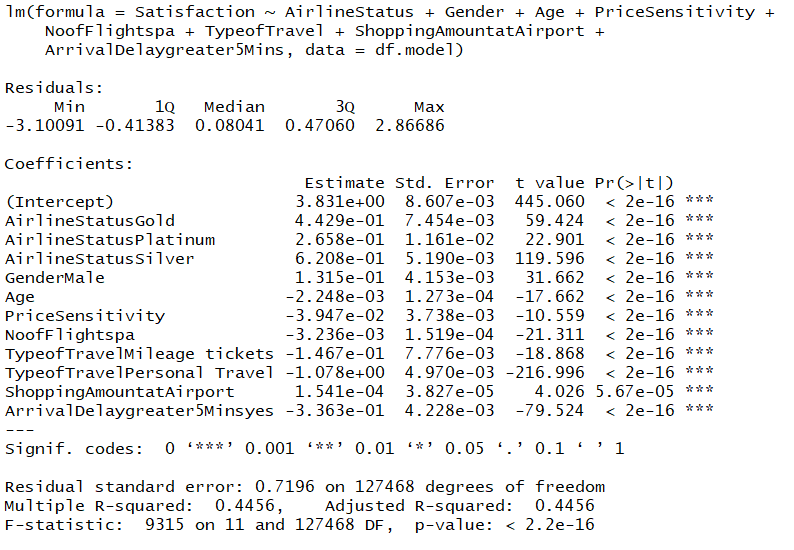 lm(formula = Satisfaction ~ AirlineStatus + Gender + Age + PriceSensitivity +
    NoofFlightspa + TypeofTravel + ShoppingAmountatAirport +
    ArrivalDelaygreater5Mins, data = df.model)

Residuals:
     Min       1Q   Median       3Q      Max
-3.10091 -0.41383  0.08041  0.47060  2.86686

Coefficients:
                              Estimate Std. Error  t value Pr(>|t|)
(Intercept)                  3.831e+00  8.607e-03  445.060  < 2e-16 ***
AirlineStatusGold            4.429e-01  7.454e-03   59.424  < 2e-16 ***
AirlineStatusPlatinum        2.658e-01  1.161e-02   22.901  < 2e-16 ***
AirlineStatusSilver          6.208e-01  5.190e-03  119.596  < 2e-16 ***
GenderMale                   1.315e-01  4.153e-03   31.662  < 2e-16 ***
Age                         -2.248e-03  1.273e-04  -17.662  < 2e-16 ***
PriceSensitivity            -3.947e-02  3.738e-03  -10.559  < 2e-16 ***
NoofFlightspa               -3.236e-03  1.519e-04  -21.311  < 2e-16 ***
TypeofTravelMileage tickets -1.467e-01  7.776e-03  -18.868  < 2e-16 ***
TypeofTravelPersonal Travel -1.078e+00  4.970e-03 -216.996  < 2e-16 ***
ShoppingAmountatAirport      1.541e-04  3.827e-05    4.026 5.67e-05 ***
ArrivalDelaygreater5Minsyes -3.363e-01  4.228e-03  -79.524  < 2e-16 ***
---
Signif. codes:  0 ‘***’ 0.001 ‘**’ 0.01 ‘*’ 0.05 ‘.’ 0.1 ‘ ’ 1

Residual standard error: 0.7196 on 127468 degrees of freedom
Multiple R-squared:  0.4456,    Adjusted R-squared:  0.4456
F-statistic:  9315 on 11 and 127468 DF,  p-value: < 2.2e-16